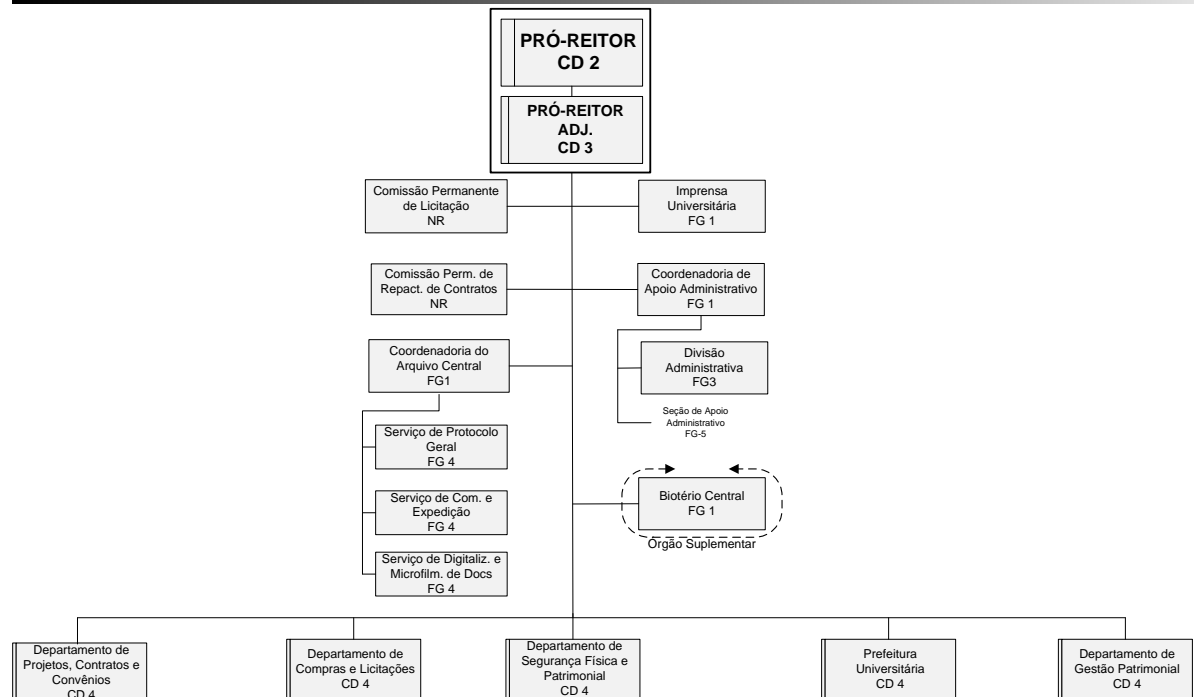 PRÓ-REITOR
CD 2
PRÓ-REITOR
ADJ.
CD 3
Comissão Permanente
de Licitação
NR
Imprensa
Universitária
FG 1
Comissão Perm. de
Repact. de Contratos
NR
Coordenadoria de
Apoio Administrativo
FG 1
Coordenadoria do
Arquivo Central
FG1
Divisão
Administrativa
FG3
Seção de Apoio
Administrativo
FG-5
Serviço de Protocolo
Geral
FG 4
Serviço de Com. e
Expedição
FG 4
Serviço de Digitaliz. e
Microfilm. de Docs
FG 4
Biotério Central
FG 1
Órgão Suplementar
Departamento de
Projetos, Contratos e
Convênios
CD 4
Departamento de
Compras e Licitações
CD 4
Departamento de
Segurança Física e
Patrimonial
CD 4
Prefeitura
Universitária
CD 4
Departamento de
Gestão Patrimonial
CD 4